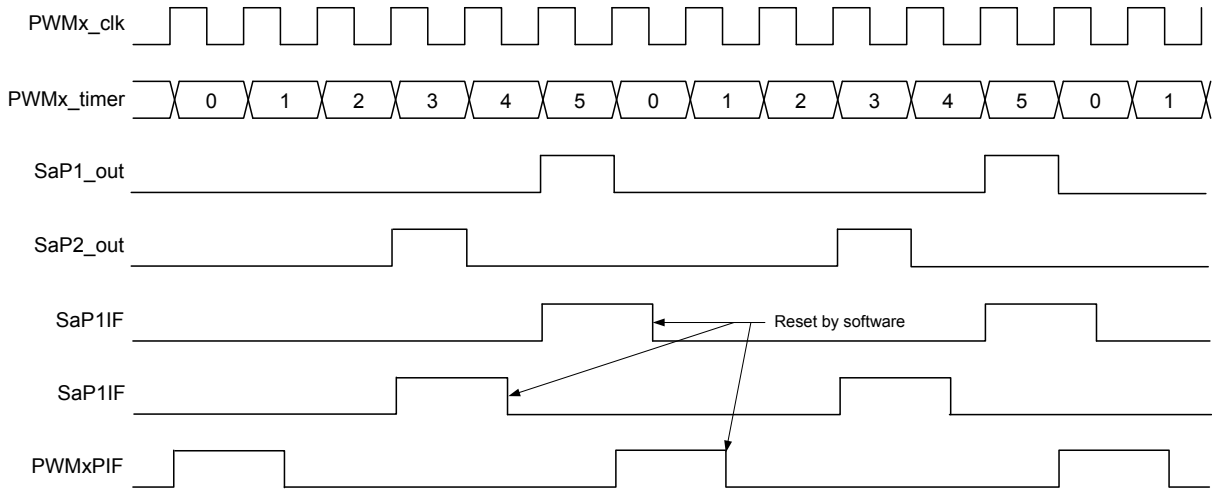 PWMx_clk
PWMx_timer 0 1 2 3 4 5 0 1 2 3 4 5 0 1
SaP1_out
SaP2_out
SaP1IF
Reset by software
SaP1IF
PWMxPIF